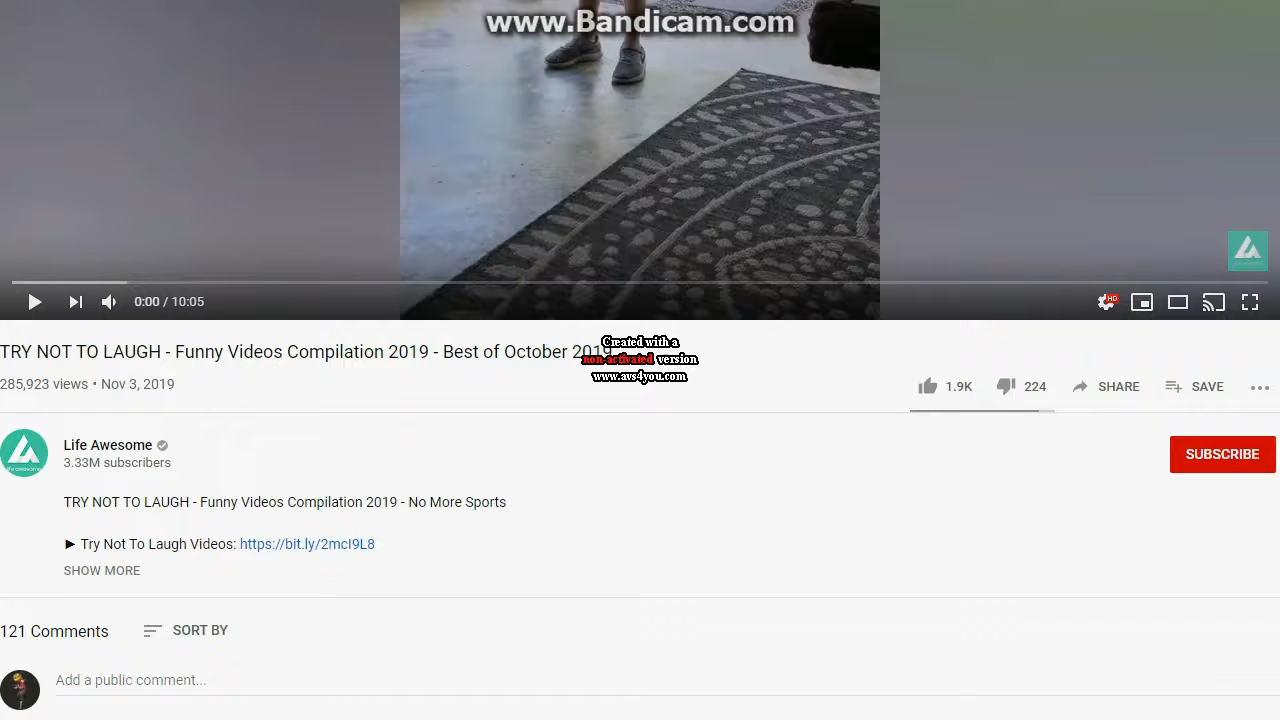 www.Bandicam.com
0:00 / 10:05
HD
TRY NOT TO LAUGH - Funny Videos Compilation 2019 - Best of October 2019
Created with a
non-activated version
www.avs4you.com
285,923 views • Nov 3, 2019
1.9K
224
SHARE
SAVE
Life Awesome
3.33M subscribers
SUBSCRIBE
TRY NOT TO LAUGH - Funny Videos Compilation 2019 - No More Sports
► Try Not To Laugh Videos: https://bit.ly/2mcI9L8
SHOW MORE
121 Comments
SORT BY
Add a public comment...